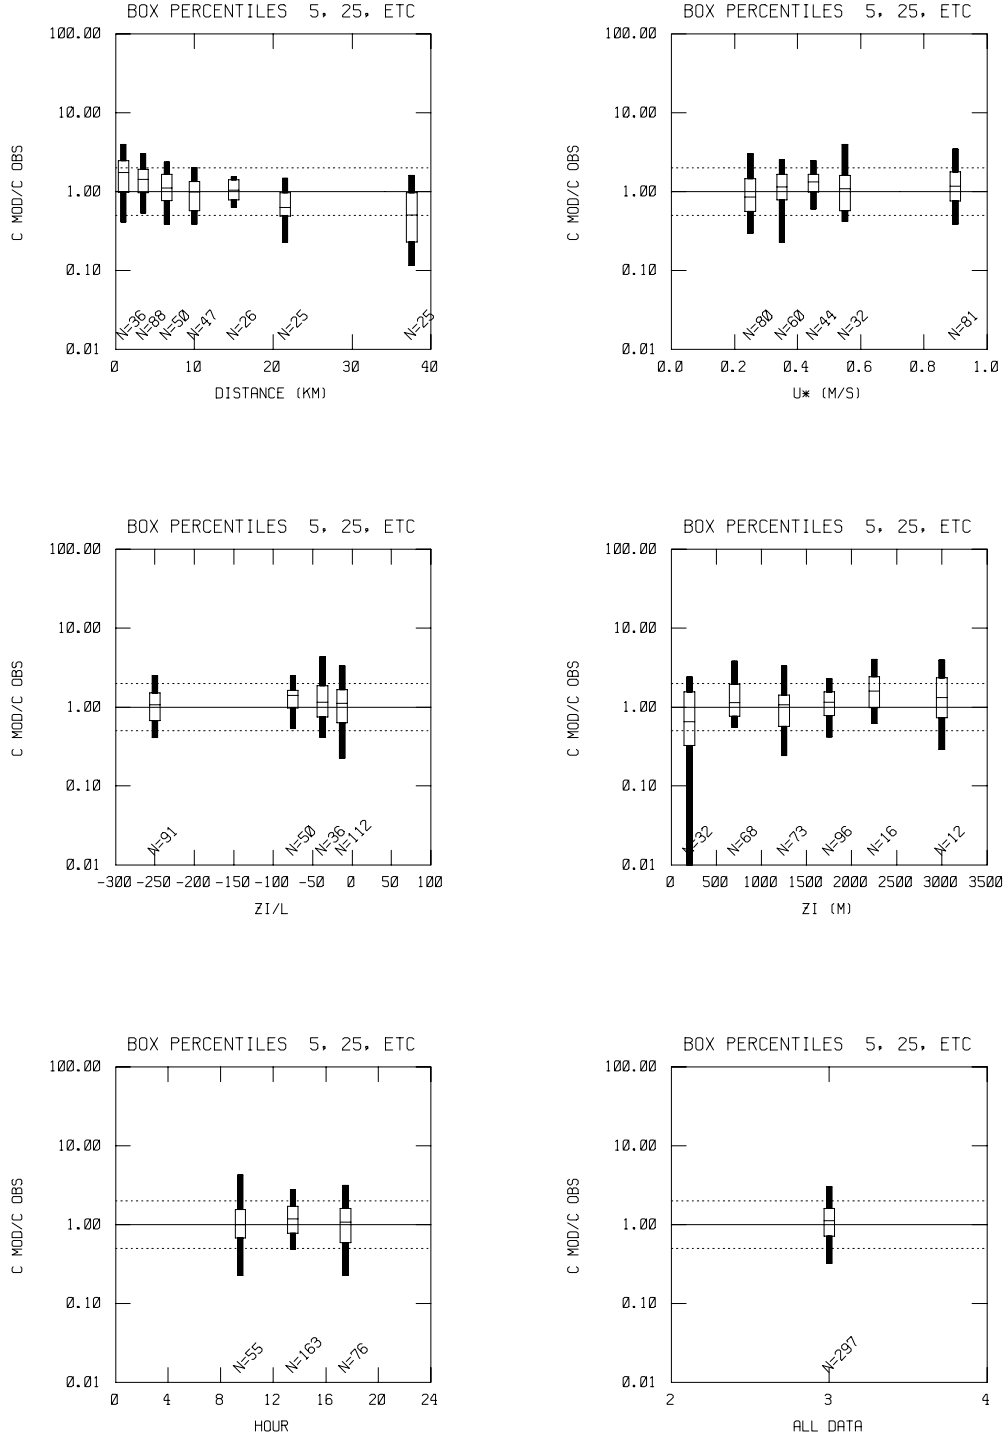 BOX PERCENTILES 5, 25, ETC
100.00
10.00
1.00
0.10
0.01
C MOD/C OBS
N=36
N=88
N=50
N=47
N=26
N=25
N=25
0 10 20 30 40
DISTANCE (KM)
BOX PERCENTILES 5, 25, ETC
100.00
10.00
1.00
0.10
0.01
C MOD/C OBS
N=80
N=60
N=44
N=32
N=81
0.0 0.2 0.4 0.6 0.8 1.0
U* (M/S)
BOX PERCENTILES 5, 25, ETC
100.00
10.00
1.00
0.10
0.01
C MOD/C OBS
N=91
N=50
N=36
N=112
-300 -250 -200 -150 -100 -50 0 50 100
ZI/L
BOX PERCENTILES 5, 25, ETC
100.00
10.00
1.00
0.10
0.01
C MOD/C OBS
N=32
N=68
N=73
N=96
N=16
N=12
0 500 1000 1500 2000 2500 3000 3500
ZI (M)
BOX PERCENTILES 5, 25, ETC
100.00
10.00
1.00
0.10
0.01
C MOD/C OBS
N=55
N=163
N=76
0 4 8 12 16 20 24
HOUR
BOX PERCENTILES 5, 25, ETC
100.00
10.00
1.00
0.10
0.01
C MOD/C OBS
N=297
2 3 4
ALL DATA